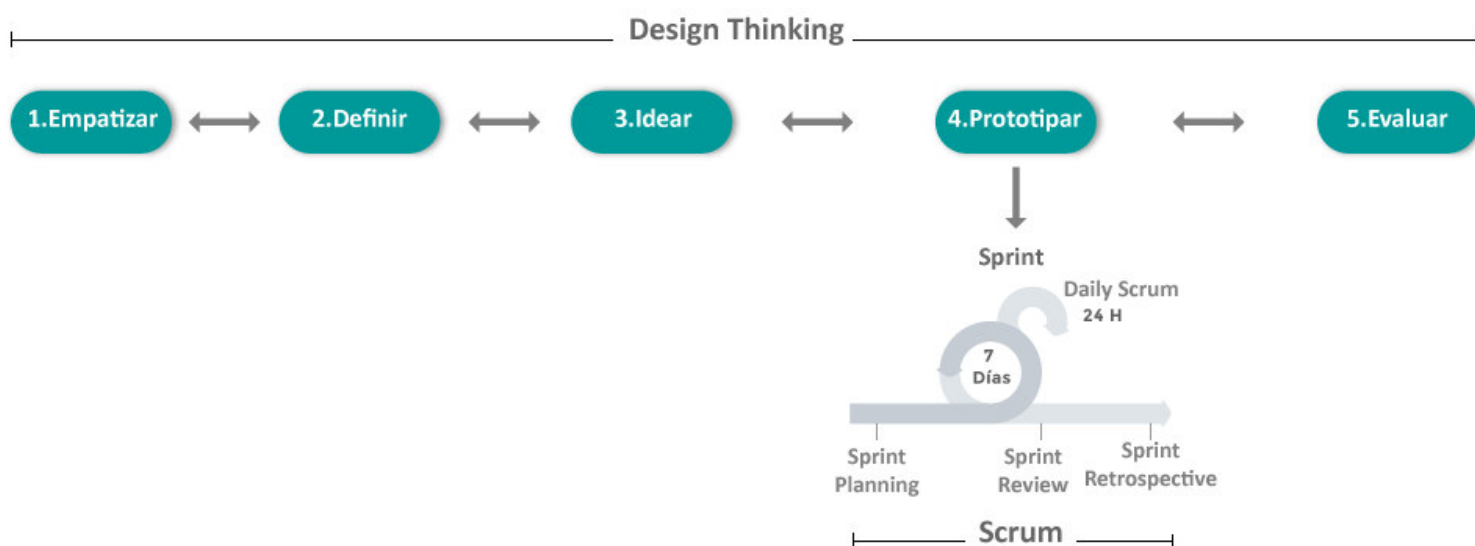 Design Thinking
1.Empatizar
2.Definir
3.Idear
4.Prototipar
5.Evaluar
Sprint
Daily Scrum
24 H
7
Días
Sprint
Planning
Sprint
Review
Sprint
Retrospective
Scrum